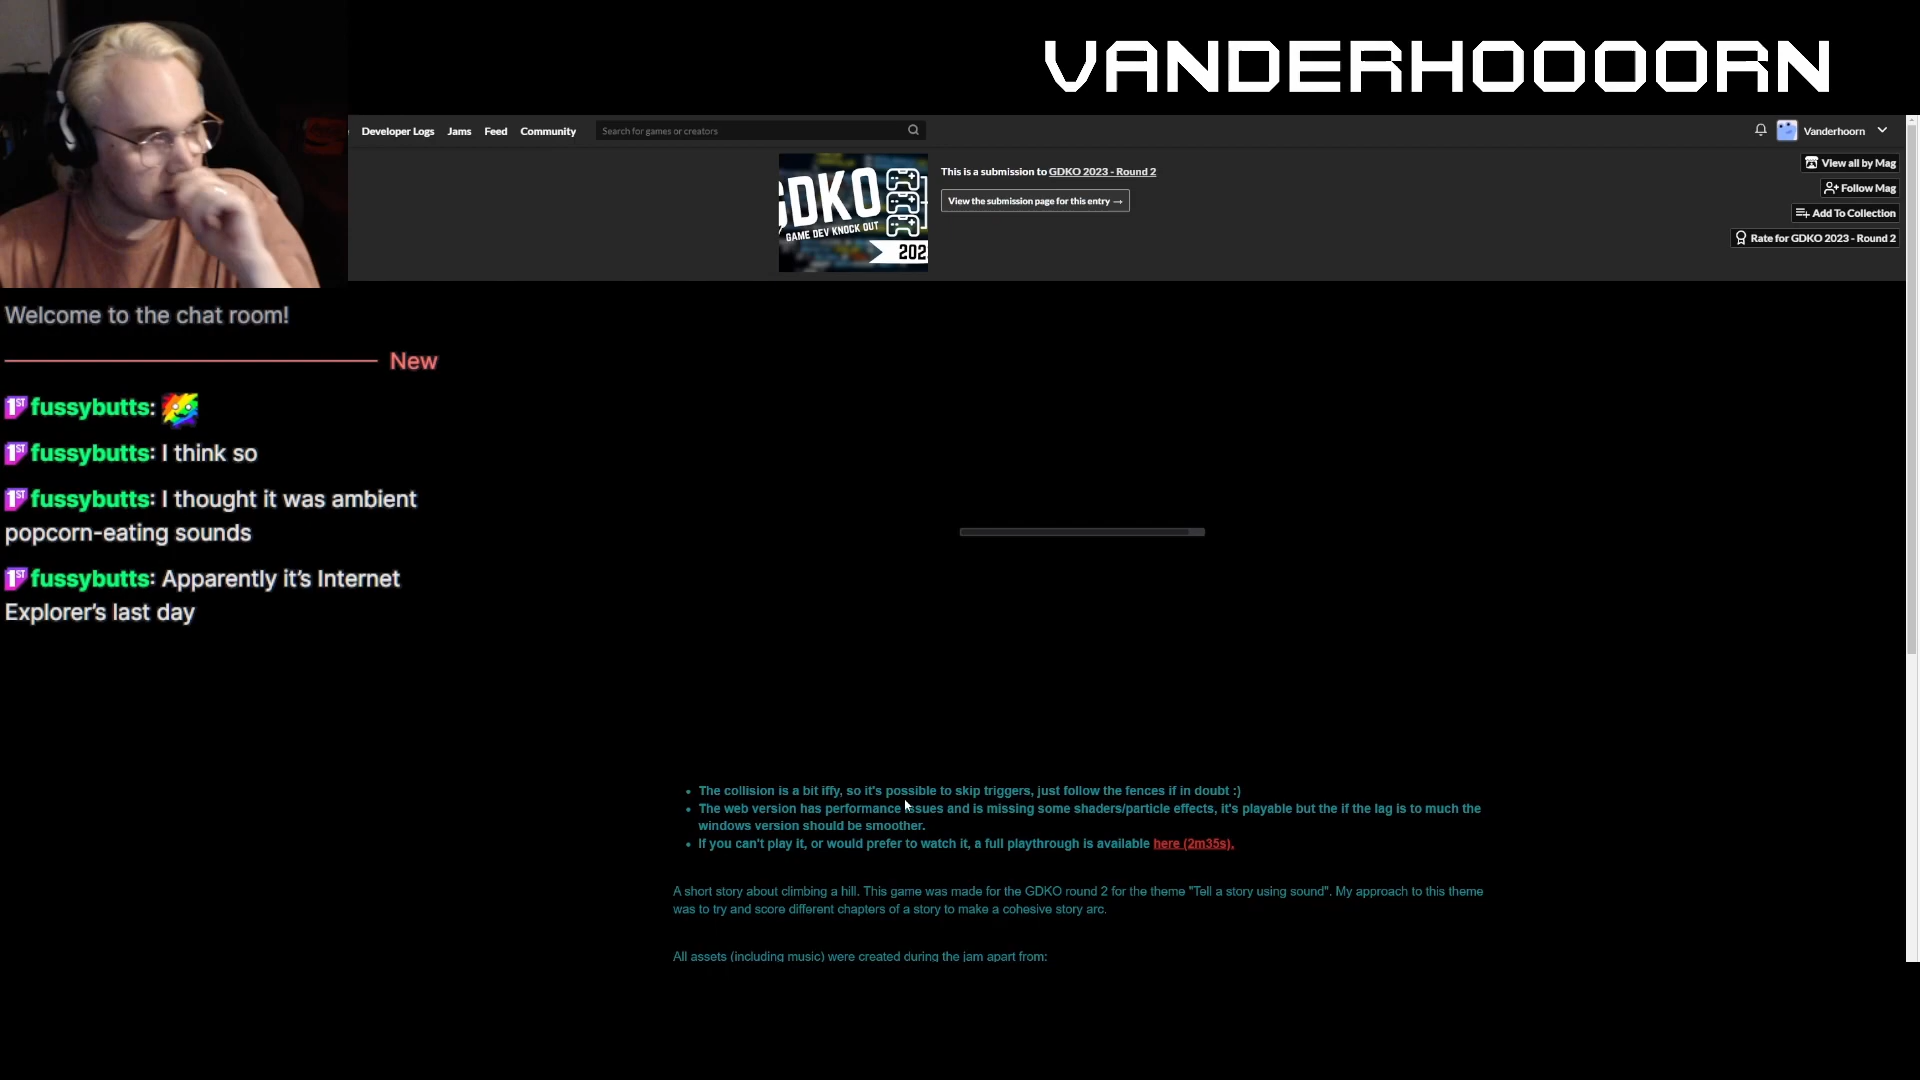 VANDERHOOOORN
Developer Logs Jams Feed Community Search for games or creators Vanderhoorn
This is a submission to GDKO 2023 - Round 2
View the submission page for this entry →
GDKO
GAME DEV KNOCK OUT
202
View all by Mag
Follow Mag
Add To Collection
Rate for GDKO 2023 - Round 2
Welcome to the chat room!
New
1ST fussybutts:
1ST fussybutts: I think so
1ST fussybutts: I thought it was ambient
popcorn-eating sounds
1ST fussybutts: Apparently it's Internet
Explorer's last day
• The collision is a bit iffy, so it's possible to skip triggers, just follow the fences if in doubt :)
• The web version has performance issues and is missing some shaders/particle effects, it's playable but the if the lag is to much the
windows version should be smoother.
• If you can't play it, or would prefer to watch it, a full playthrough is available here (2m35s).
A short story about climbing a hill. This game was made for the GDKO round 2 for the theme "Tell a story using sound". My approach to this theme
was to try and score different chapters of a story to make a cohesive story arc.
All assets (including music) were created during the jam apart from: